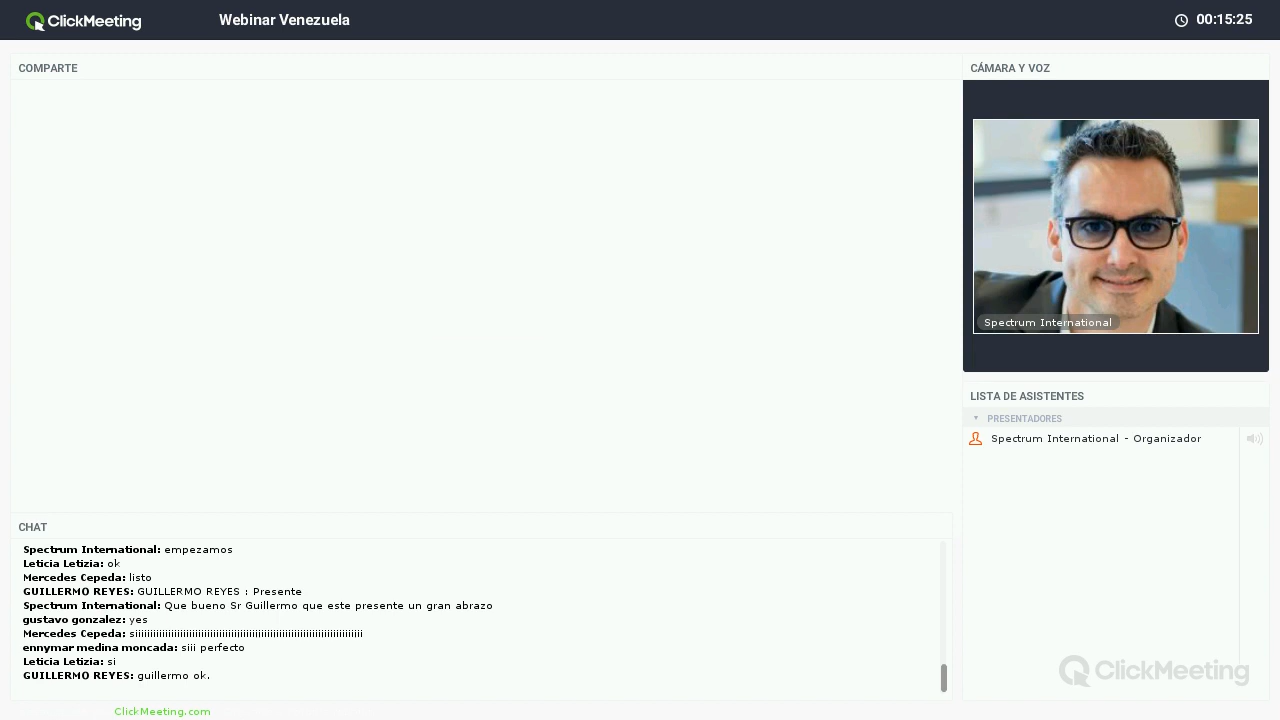 ClickMeeting
Webinar Venezuela
00:15:25
COMPARTE
CÁMARA Y VOZ
Spectrum International
LISTA DE ASISTENTES
PRESENTADORES
Spectrum International - Organizador
CHAT
Spectrum International: empezamos
Leticia Letizia: ok
Mercedes Cepeda: listo
GUILLERMO REYES: GUILLERMO REYES : Presente
Spectrum International: Que bueno Sr Guillermo que este presente un gran abrazo
gustavo gonzalez: yes
Mercedes Cepeda: siiiiiiiiiiiiiiiiiiiiiiiiiiiiiiiiiiiiiiiiiiiiiiiiiiiiiiiiiiiiiiiiiiiiiiiiiii
ennymar medina moncada: siii perfecto
Leticia Letizia: si
GUILLERMO REYES: guillermo ok.
ClickMeeting
ClickMeeting.com